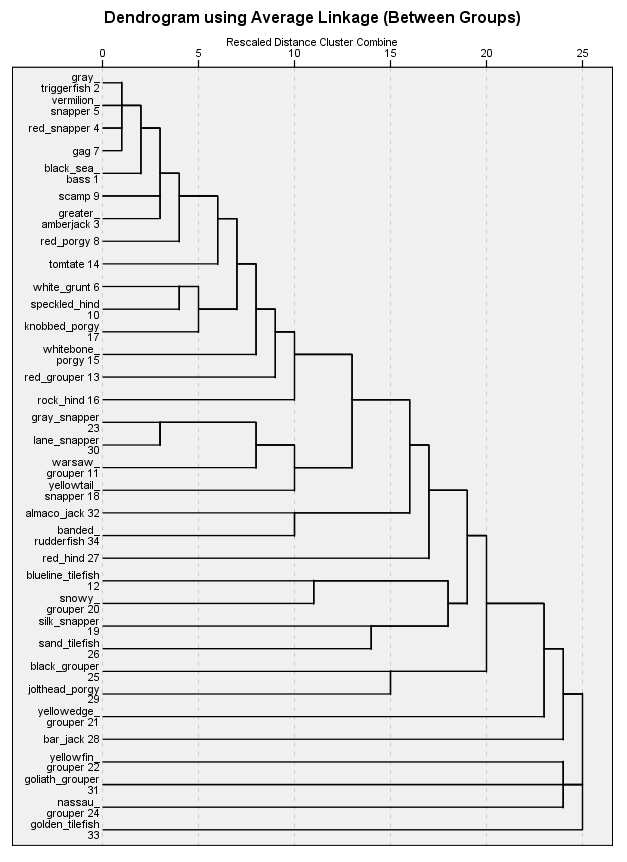 Dendrogram using Average Linkage (Between Groups)
Rescaled Distance Cluster Combine
0 5 10 15 20 25
gray_
triggerfish 2
vermilion_
snapper 5
red_snapper 4
gag 7
black_sea_
bass 1
scamp 9
greater_
amberjack 3
red_porgy 8
tomtate 14
white_grunt 6
speckled_hind
10
knobbed_porgy
17
whitebone_
porgy 15
red_grouper 13
rock_hind 16
gray_snapper
23
lane_snapper
30
warsaw_
grouper 11
yellowtail_
snapper 18
almaco_jack 32
banded_
rudderfish 34
red_hind 27
blueline_tilefish
12
snowy_
grouper 20
silk_snapper
19
sand_tilefish
26
black_grouper
25
jolthead_porgy
29
yellowedge_
grouper 21
bar_jack 28
yellowfin_
grouper 22
goliath_grouper
31
nassau_
grouper 24
golden_tilefish
33